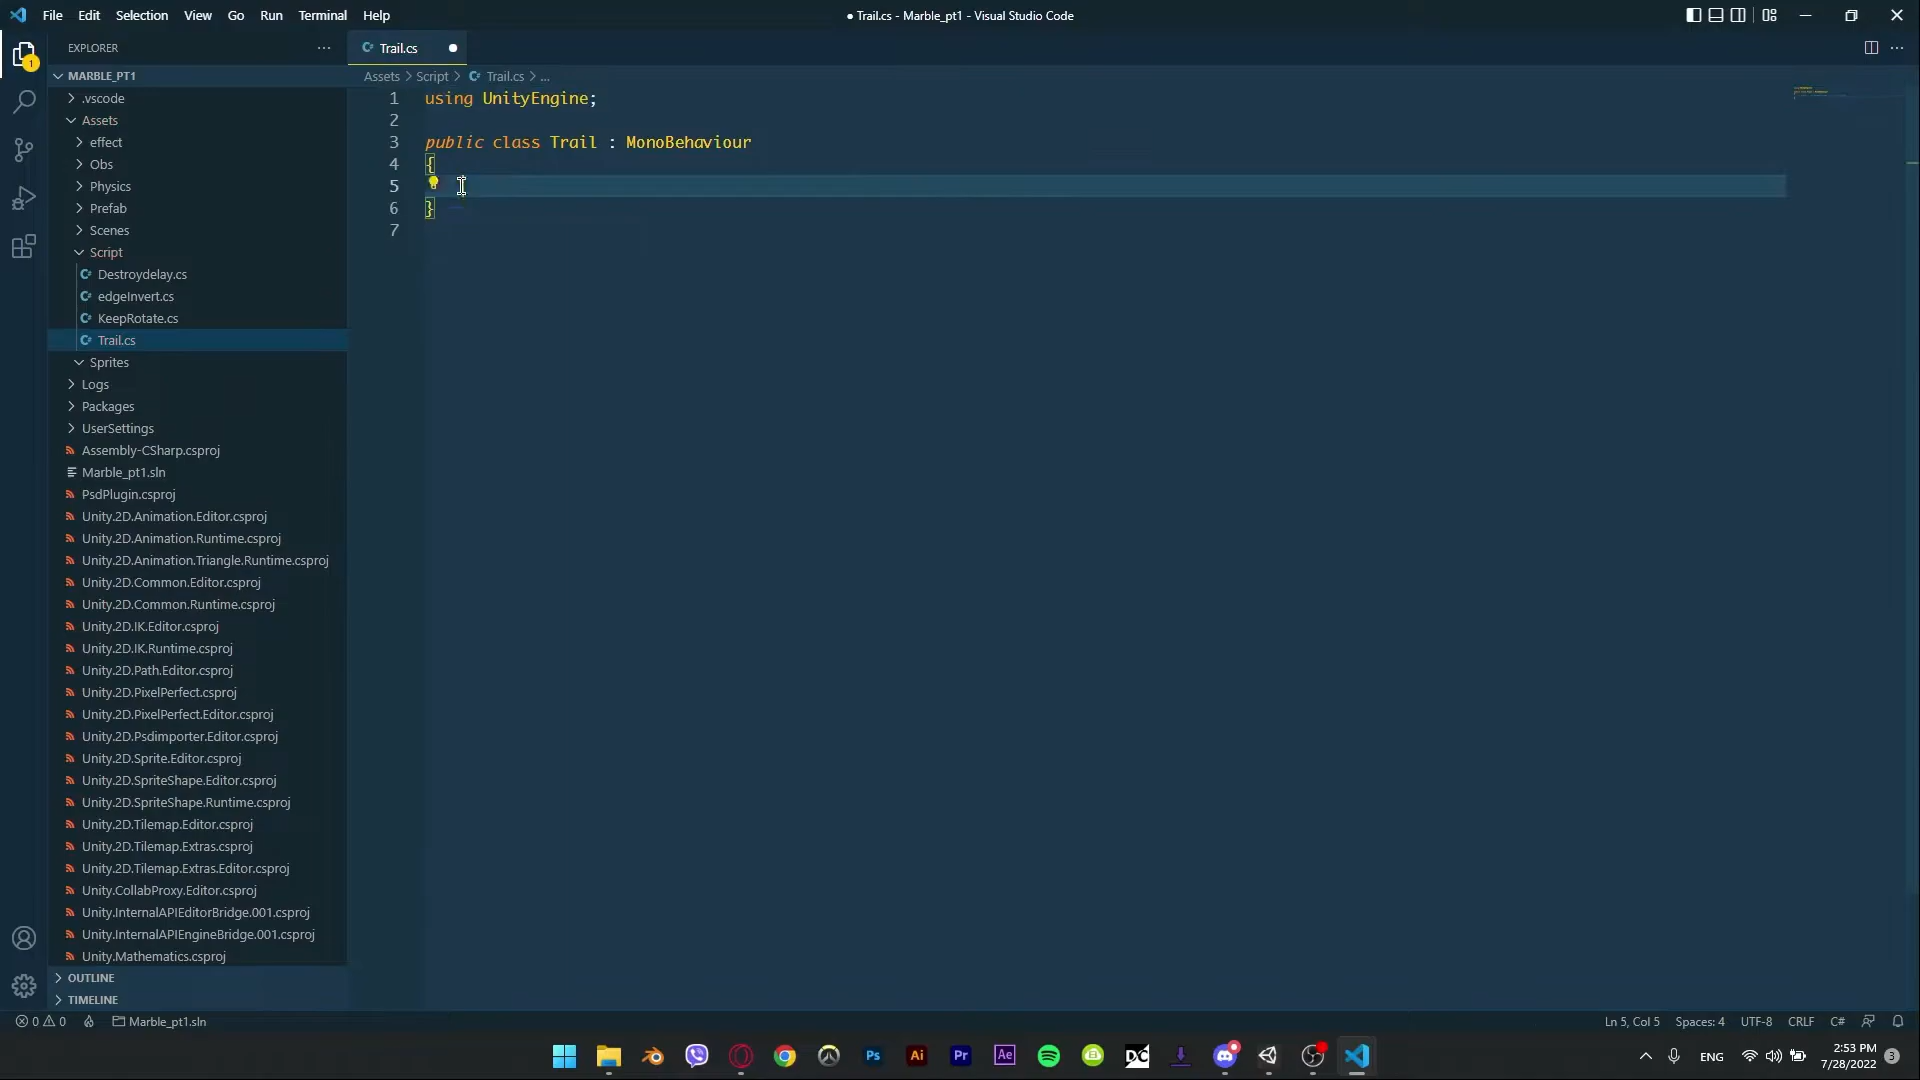 File Edit Selection View Go Run Terminal Help
● Trail.cs - Marble_pt1 - Visual Studio Code
EXPLORER
1
MARBLE_PT1
.vscode
Assets
effect
Obs
Physics
Prefab
Scenes
Script
Destroydelay.cs
edgeInvert.cs
KeepRotate.cs
Trail.cs
Sprites
Logs
Packages
UserSettings
Assembly-CSharp.csproj
Marble_pt1.sln
PsdPlugin.csproj
Unity.2D.Animation.Editor.csproj
Unity.2D.Animation.Runtime.csproj
Unity.2D.Animation.Triangle.Runtime.csproj
Unity.2D.Common.Editor.csproj
Unity.2D.Common.Runtime.csproj
Unity.2D.IK.Editor.csproj
Unity.2D.IK.Runtime.csproj
Unity.2D.Path.Editor.csproj
Unity.2D.PixelPerfect.csproj
Unity.2D.PixelPerfect.Editor.csproj
Unity.2D.Psdimporter.Editor.csproj
Unity.2D.Sprite.Editor.csproj
Unity.2D.SpriteShape.Editor.csproj
Unity.2D.SpriteShape.Runtime.csproj
Unity.2D.Tilemap.Editor.csproj
Unity.2D.Tilemap.Extras.csproj
Unity.2D.Tilemap.Extras.Editor.csproj
Unity.CollabProxy.Editor.csproj
Unity.InternalAPIEditorBridge.001.csproj
Unity.InternalAPIEngineBridge.001.csproj
Unity.Mathematics.csproj
OUTLINE
TIMELINE
Trail.cs
Assets > Script > Trail.cs > ...
1 using UnityEngine;
2
3 public class Trail : MonoBehaviour
4 {
5
6 }
7
0 0 Marble_pt1.sln
Ln 5, Col 5 Spaces: 4 UTF-8 CRLF C#
Ps Ai Pr Ae DC
ENG 2:53 PM
7/28/2022 3